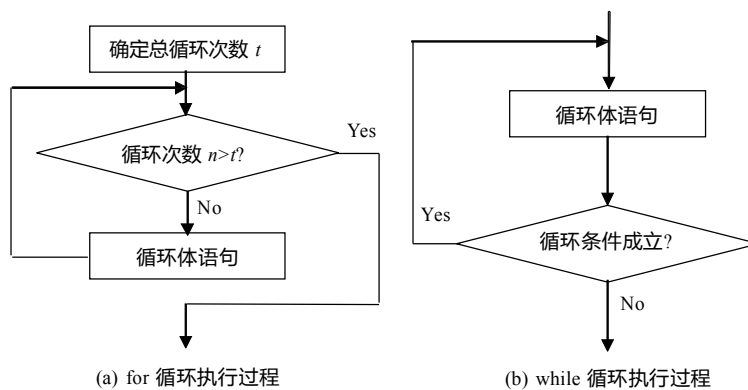 确定总循环次数 t
循环次数 n>t?
Yes
No
循环体语句
(a) for 循环执行过程
循环体语句
循环条件成立?
Yes
No
(b) while 循环执行过程